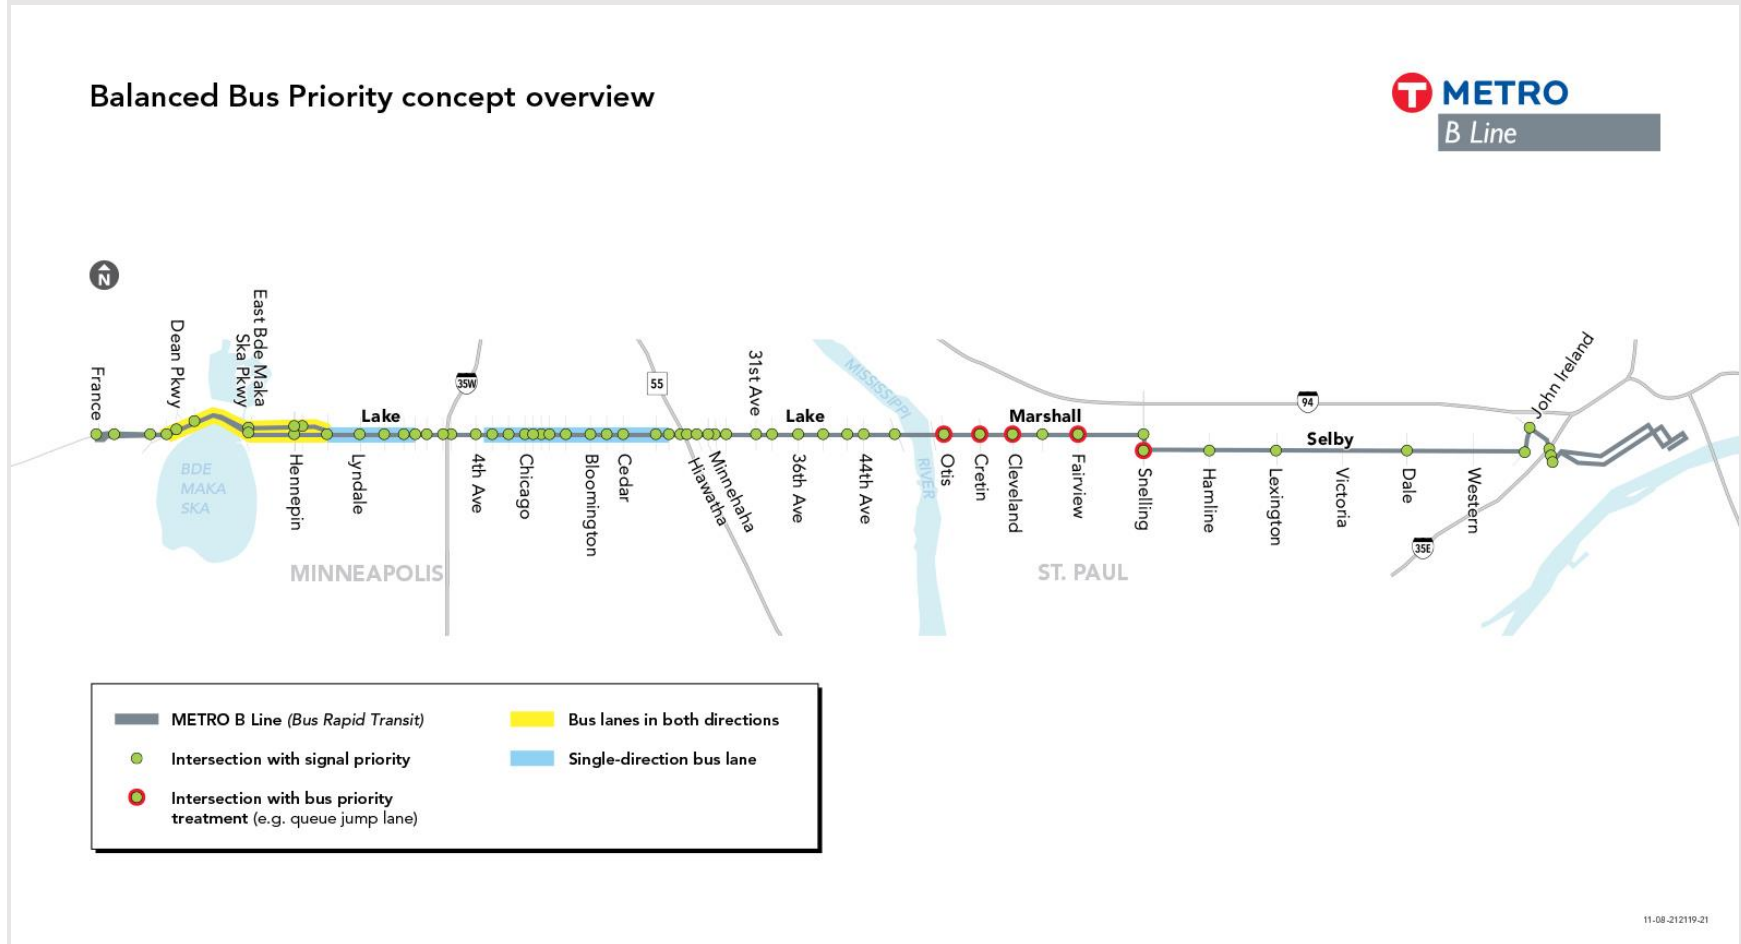 Balanced Bus Priority concept overview
T METRO
B Line
N
France
Dean Pkwy
East Bde Maka
Ska Pkwy
35W
55
31st Ave
MISSISSIPPI
RIVER
94
John Ireland
Lake
Lake
Marshall
Selby
BDE
MAKA
SKA
Hennepin
Lyndale
4th Ave
Chicago
Bloomington
Cedar
Hiawatha
Minnehaha
36th Ave
44th Ave
Otis
Cretin
Cleveland
Fairview
Snelling
Hamline
Lexington
Victoria
Dale
Western
35E
MINNEAPOLIS
ST. PAUL
METRO B Line (Bus Rapid Transit)
Intersection with signal priority
Intersection with bus priority
treatment (e.g. queue jump lane)
Bus lanes in both directions
Single-direction bus lane
11-08-212119-21